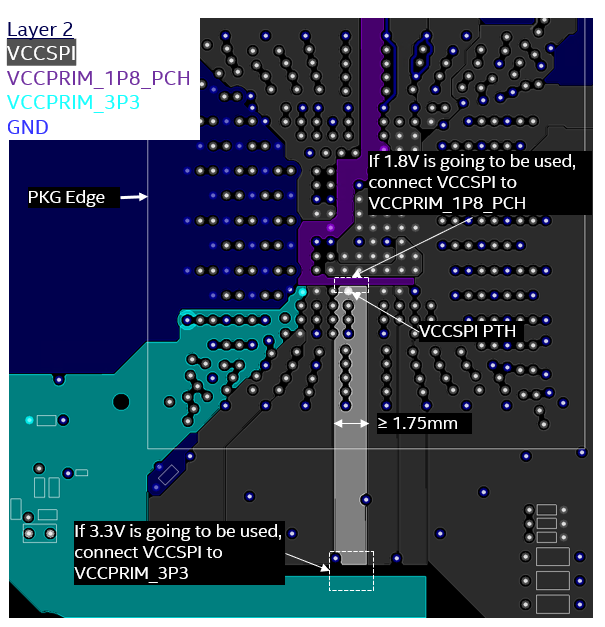 Layer 2
VCCSPI
VCCPRIM_1P8_PCH
VCCPRIM_3P3
GND
If 1.8V is going to be used,
connect VCCSPI to
VCCPRIM_1P8_PCH
PKG Edge
VCCSPI PTH
≥ 1.75mm
If 3.3V is going to be used,
connect VCCSPI to
VCCPRIM_3P3